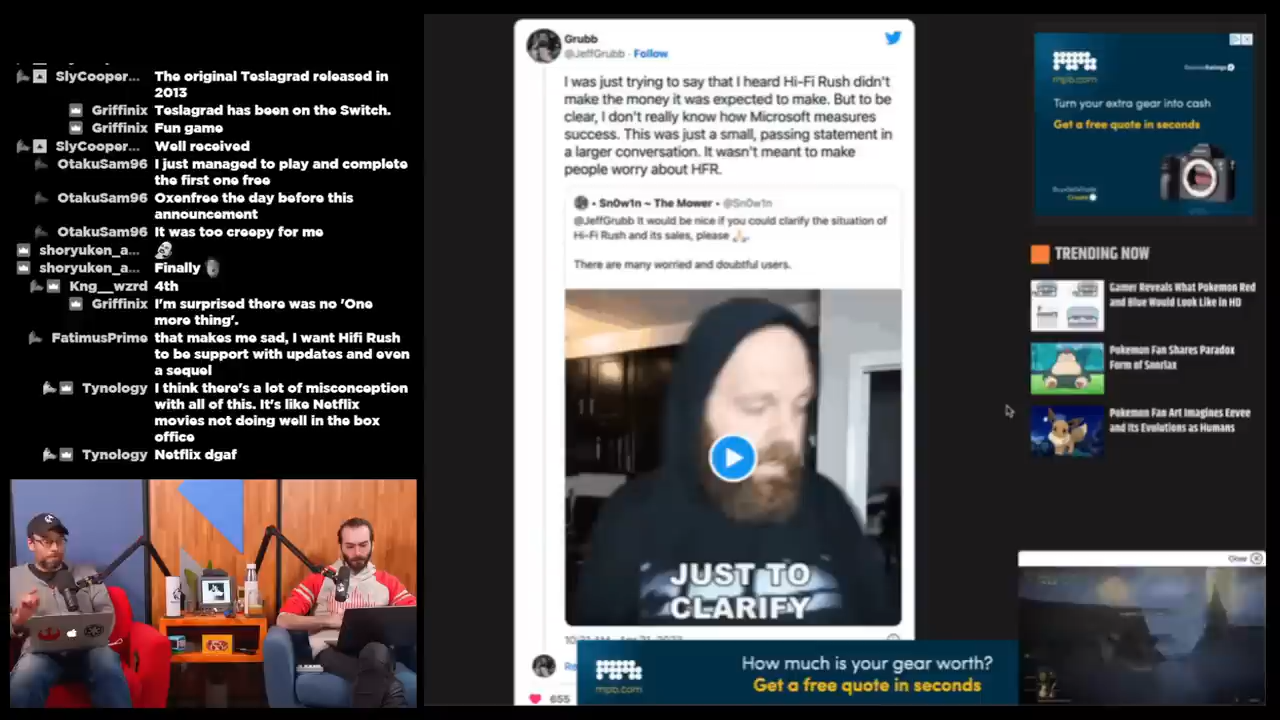 SlyCooper... The original Teslagrad released in
2013
Griffinix Teslagrad has been on the Switch.
Griffinix Fun game
SlyCooper... Well received
OtakuSam96 I just managed to play and complete
the first one free
OtakuSam96 Oxenfree the day before this
announcement
OtakuSam96 It was too creepy for me
shoryuken_a...
shoryuken_a... Finally
Kng__wzrd 4th
Griffinix I'm surprised there was no 'One
more thing'.
FatimusPrime that makes me sad, I want Hifi Rush
to be support with updates and even
a sequel
Tynology I think there's a lot of misconception
with all of this. It's like Netflix
movies not doing well in the box
office
Tynology Netflix dgaf
Grubb
@JeffGrubb · Follow
I was just trying to say that I heard Hi-Fi Rush didn't
make the money it was expected to make. But to be
clear, I don't really know how Microsoft measures
success. This was just a small, passing statement in
a larger conversation. It wasn't meant to make
people worry about HFR.
• Sn0w1n ~ The Mower • @Sn0w1n
@JeffGrubb It would be nice if you could clarify the situation of
Hi-Fi Rush and its sales, please 🙏🏻.
There are many worried and doubtful users.
JUST TO
CLARIFY
655
mpb.com
How much is your gear worth?
Get a free quote in seconds
mpb.com
Turn your extra gear into cash
Get a free quote in seconds
TRENDING NOW
Gamer Reveals What Pokemon Red
and Blue Would Look Like in HD
Pokemon Fan Shares Paradox
Form of Snorlax
Pokemon Fan Art Imagines Eevee
and Its Evolutions as Humans
Close